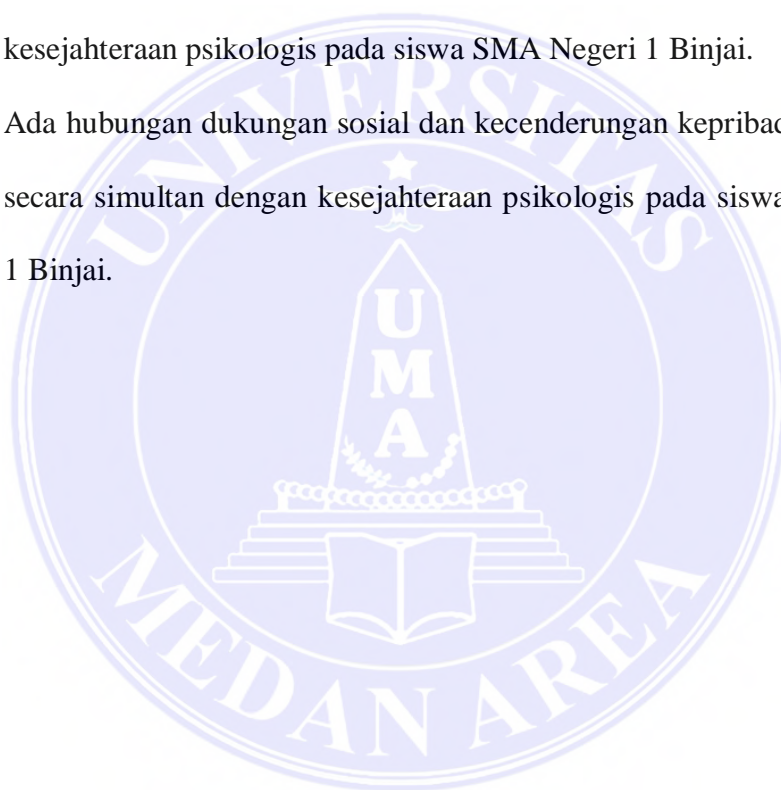 kesejahteraan psikologis pada siswa SMA Negeri 1 Binjai.
Ada hubungan dukungan sosial dan kecenderungan kepribad
secara simultan dengan kesejahteraan psikologis pada siswa
1 Binjai.
UNIVERSITAS
U
M
A
MEDAN AREA